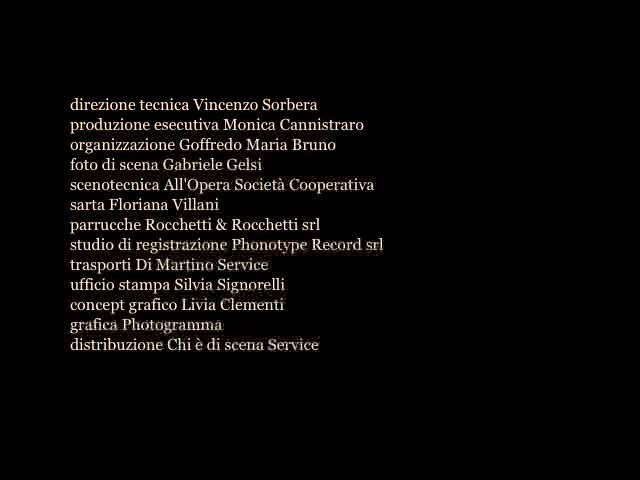 direzione tecnica Vincenzo Sorbera
produzione esecutiva Monica Cannistraro
organizzazione Goffredo Maria Bruno
foto di scena Gabriele Gelsi
scenotecnica All'Opera Società Cooperativa
sarta Floriana Villani
parrucche Rocchetti & Rocchetti srl
studio di registrazione Phonotype Record srl
trasporti Di Martino Service
ufficio stampa Silvia Signorelli
concept grafico Livia Clementi
grafica Photogramma
distribuzione Chi è di scena Service